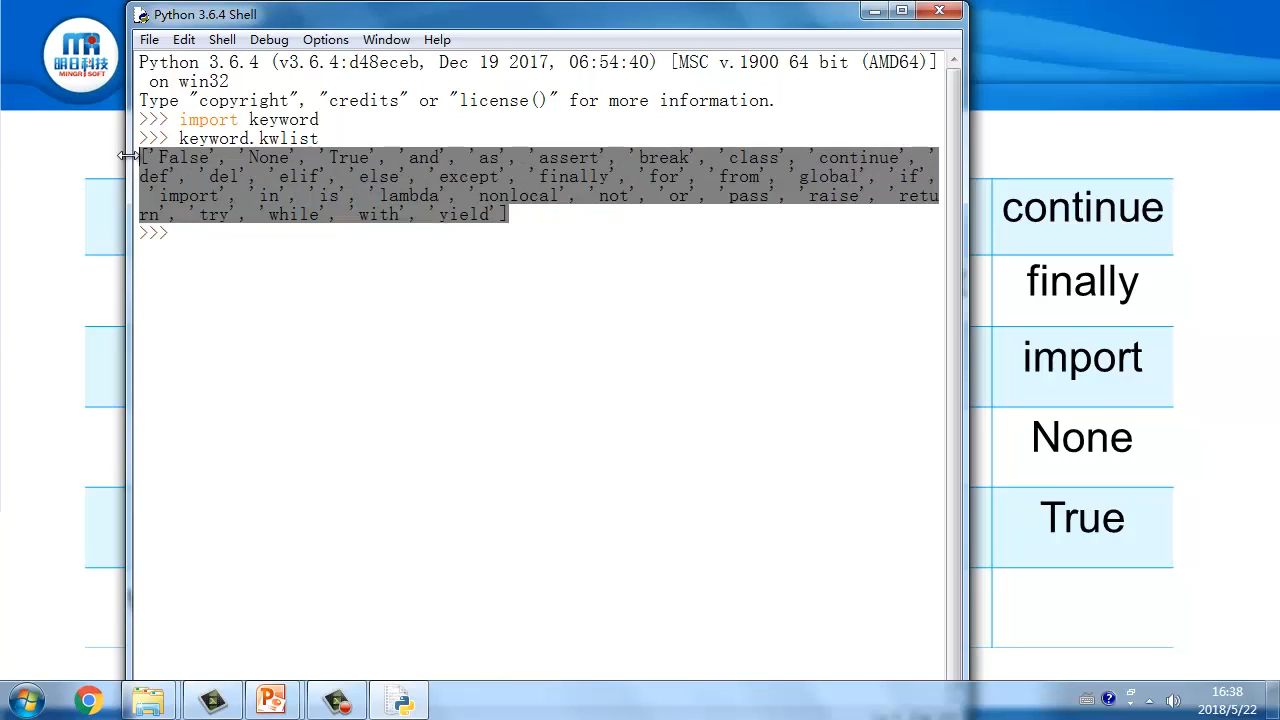 Python 3.6.4 Shell
File Edit Shell Debug Options Window Help
Python 3.6.4 (v3.6.4:d48eceb, Dec 19 2017, 06:54:40) [MSC v.1900 64 bit (AMD64)]
on win32
Type "copyright", "credits" or "license()" for more information.
>>> import keyword
>>> keyword.kwlist
['False', 'None', 'True', 'and', 'as', 'assert', 'break', 'class', 'continue', '
def', 'del', 'elif', 'else', 'except', 'finally', 'for', 'from', 'global', 'if',
'import', 'in', 'is', 'lambda', 'nonlocal', 'not', 'or', 'pass', 'raise', 'retu
rn', 'try', 'while', 'with', 'yield']
>>>
明日科技
MINGRISOFT
continue
finally
import
None
True
16:38
2018/5/22